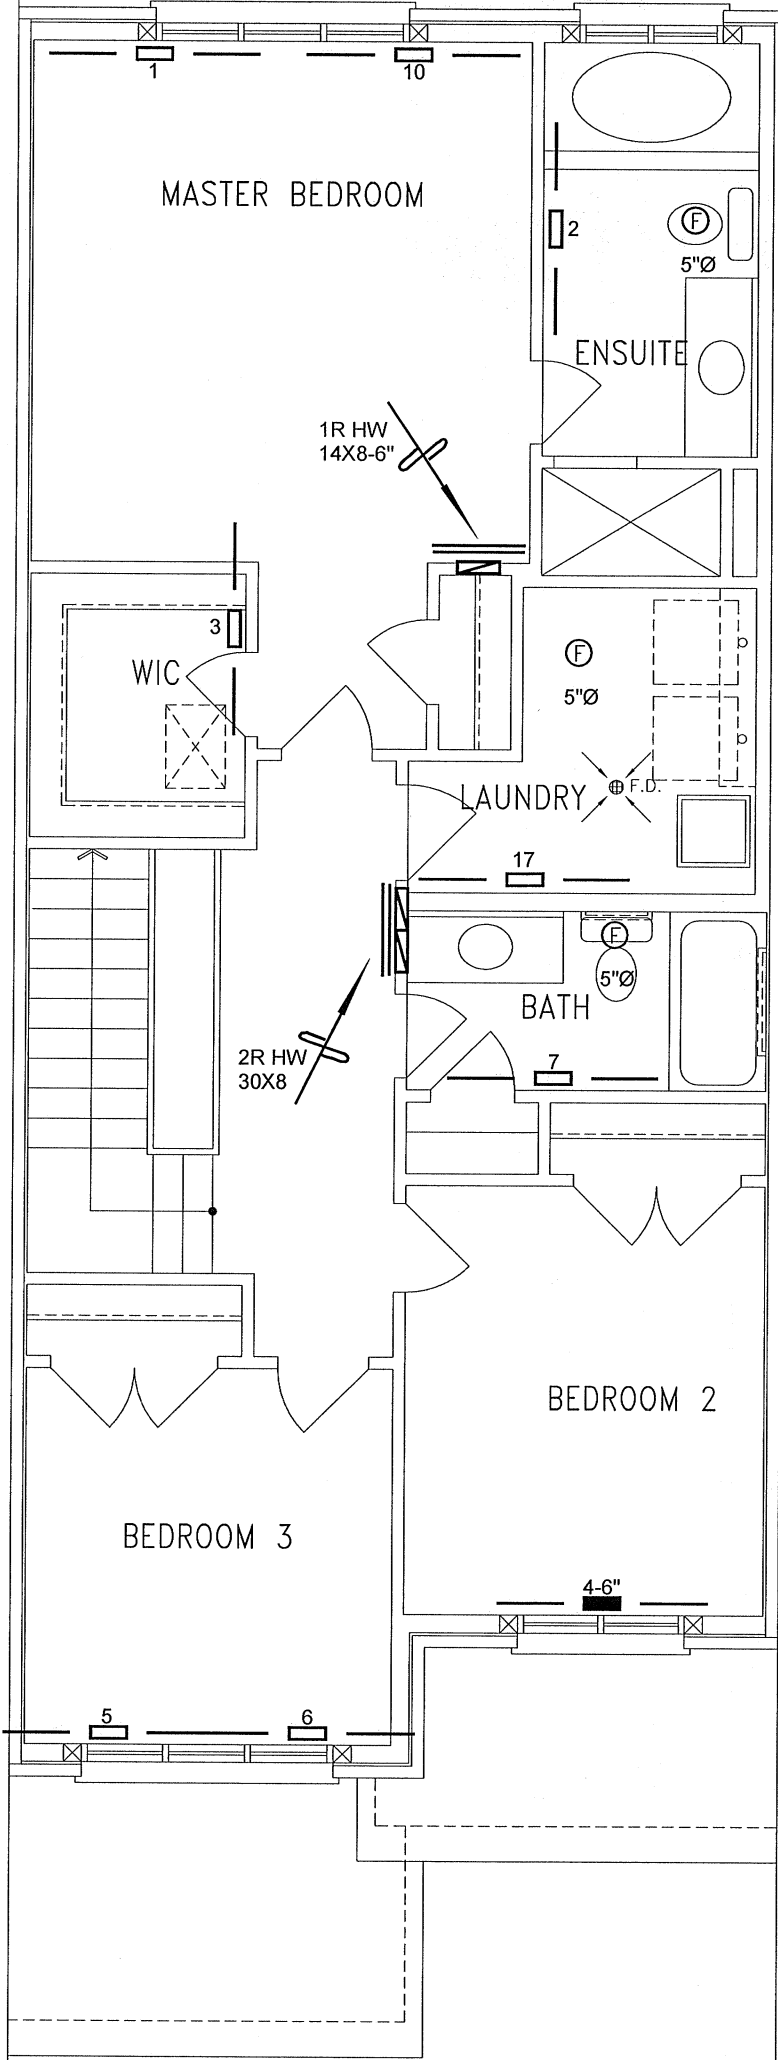 1
10
MASTER BEDROOM
2
F
5"Ø
ENSUITE
1R HW
14X8-6"
3
WIC
F
5"Ø
LAUNDRY
F.D.
17
F
5"Ø
BATH
2R HW
30X8
7
BEDROOM 2
BEDROOM 3
4-6"
5
6